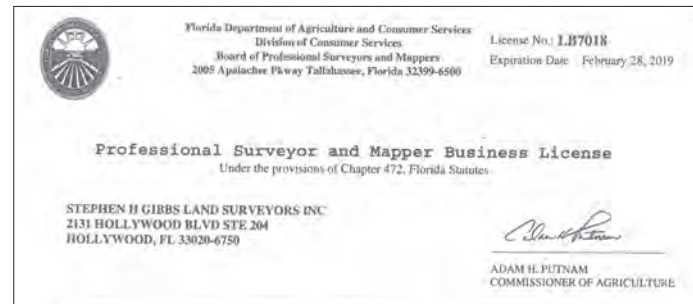 Florida Department of Agriculture and Consumer Services
Division of Consumer Services
Board of Professional Surveyors and Mappers
2005 Apalachee Pkway Tallahassee, Florida 32399-6500
License No.: LB7018
Expiration Date February 28, 2019
Professional Surveyor and Mapper Business License
Under the provisions of Chapter 472, Florida Statutes
STEPHEN H GIBBS LAND SURVEYORS INC
2131 HOLLYWOOD BLVD STE 204
HOLLYWOOD, FL 33020-6750
ADAM H. PUTNAM
COMMISSIONER OF AGRICULTURE